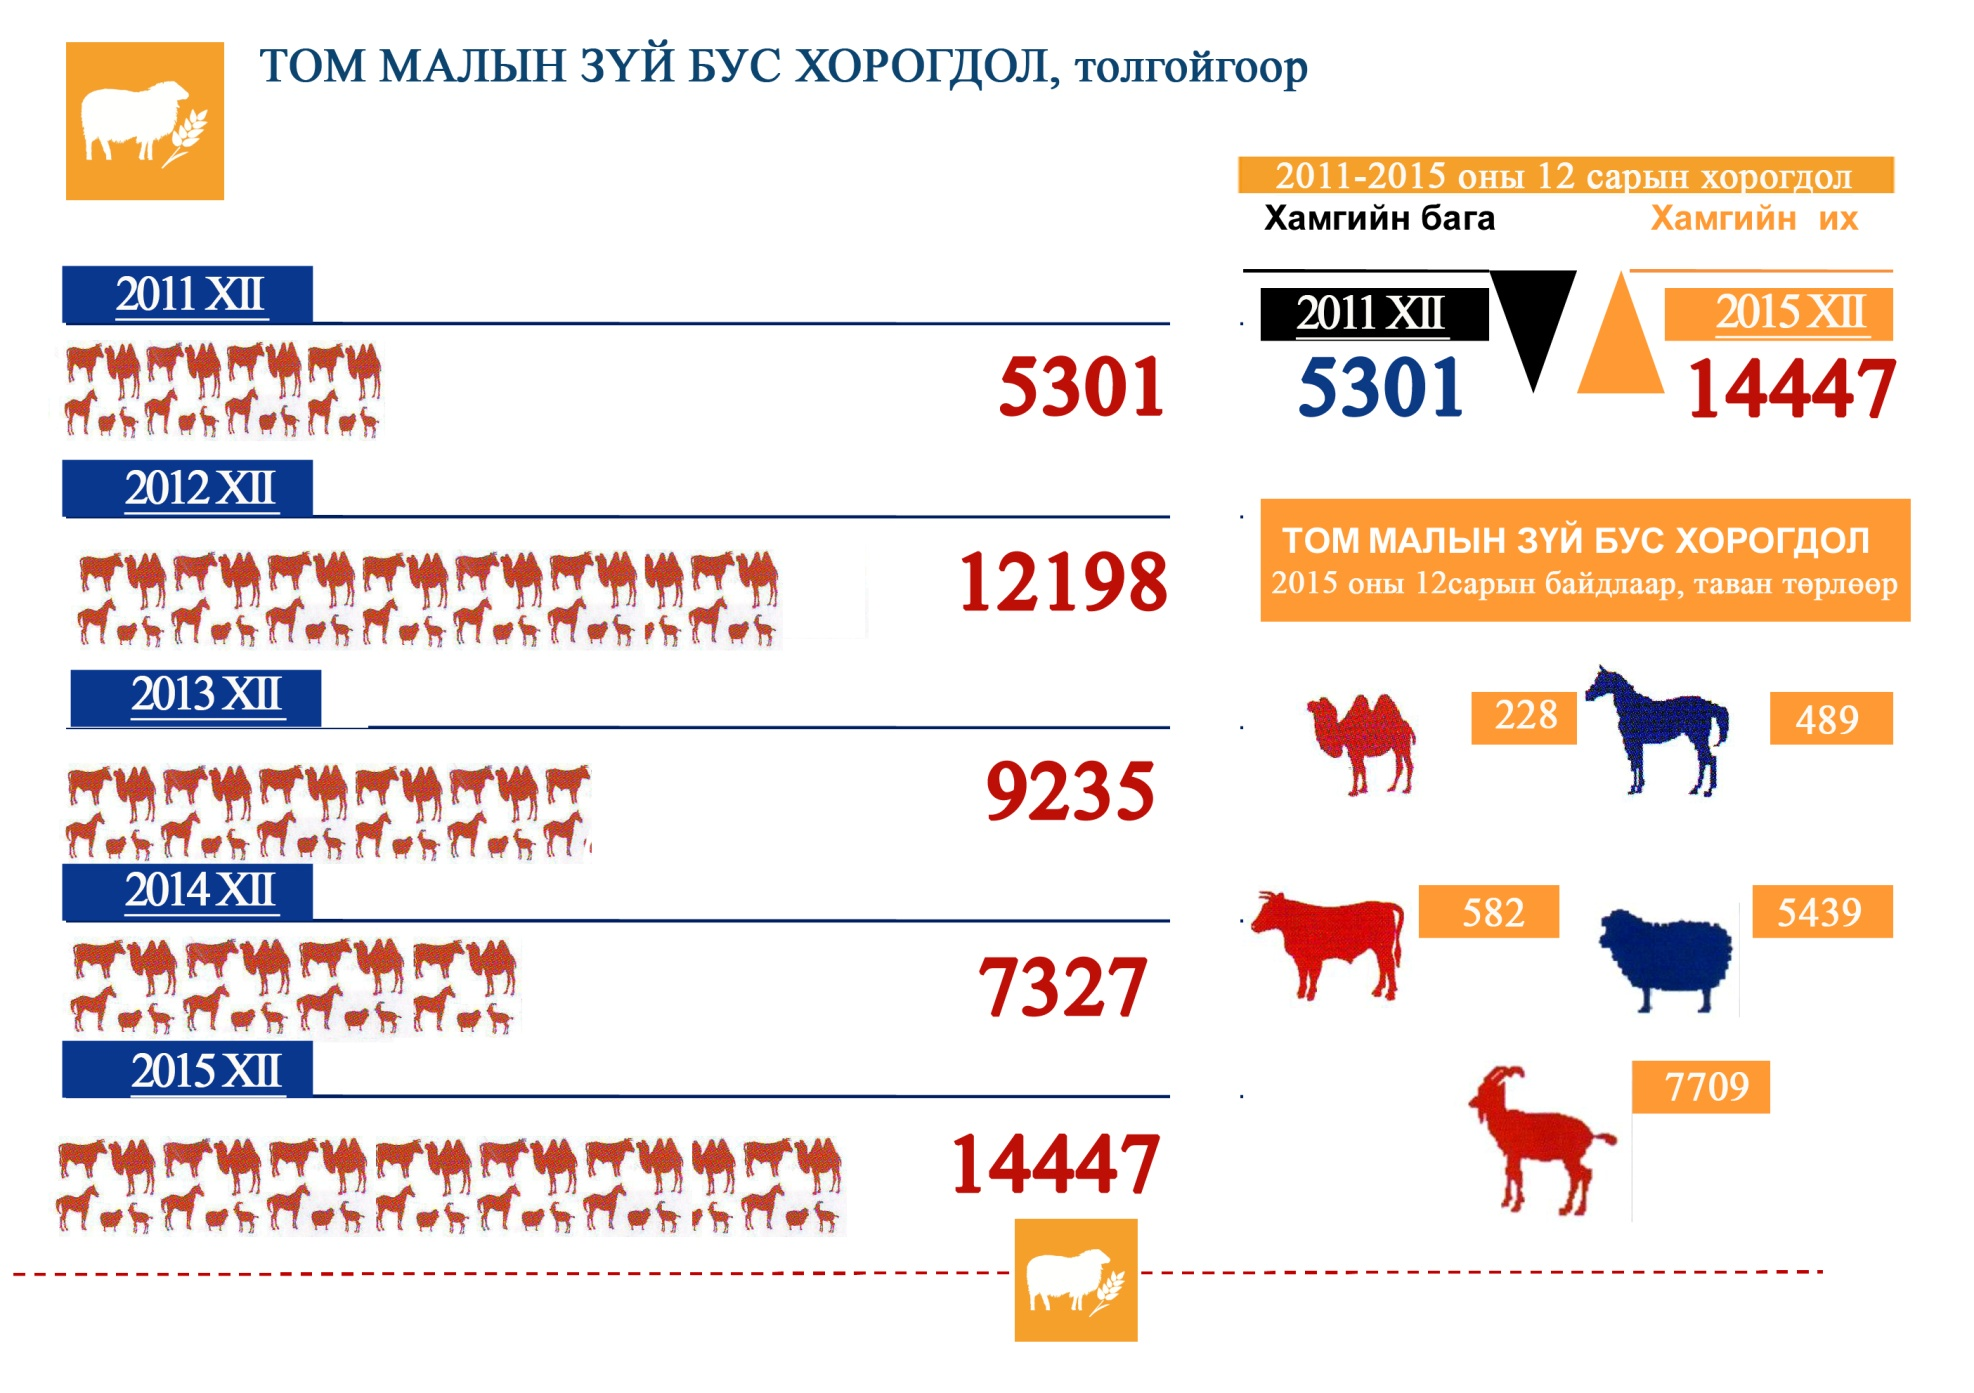 ТОМ МАЛЫН ЗҮЙ БУС ХОРОГДОЛ, толгойгоор
2011-2015 оны 12 сарын хорогдол
Хамгийн бага
Хамгийн их
2011 XII
5301
2015 XII
14447
2011 XII
5301
2012 XII
12198
2013 XII
9235
2014 XII
7327
2015 XII
14447
ТОМ МАЛЫН ЗҮЙ БУС ХОРОГДОЛ
2015 оны 12сарын байдлаар, таван төрлөөр
228
489
582
5439
7709